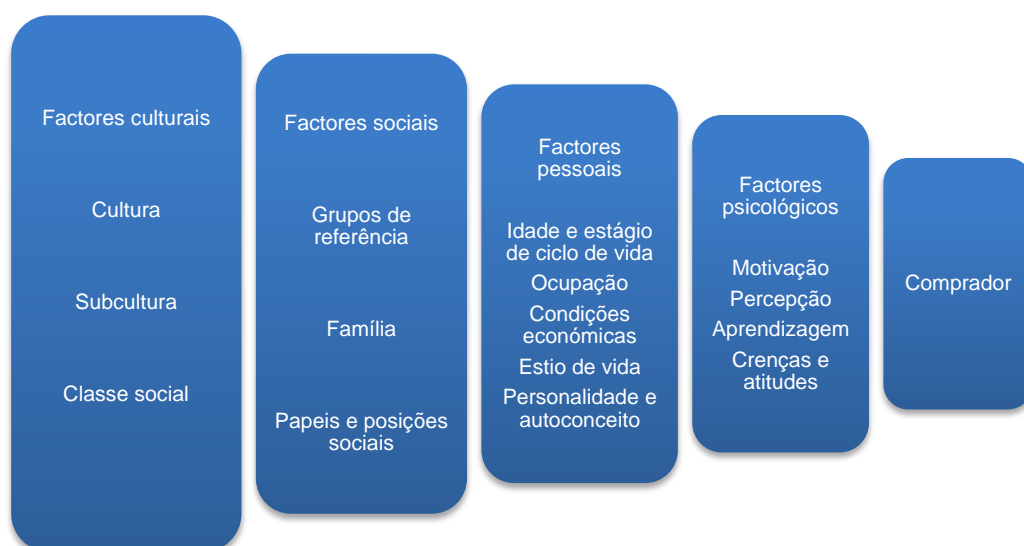 Factores culturais
Cultura
Subcultura
Classe social
Factores sociais
Grupos de
referência
Família
Papeis e posições
sociais
Factores
pessoais
Idade e estágio
de ciclo de vida
Ocupação
Condições
económicas
Estio de vida
Personalidade e
autoconceito
Factores
psicológicos
Motivação
Percepção
Aprendizagem
Crenças e
atitudes
Comprador